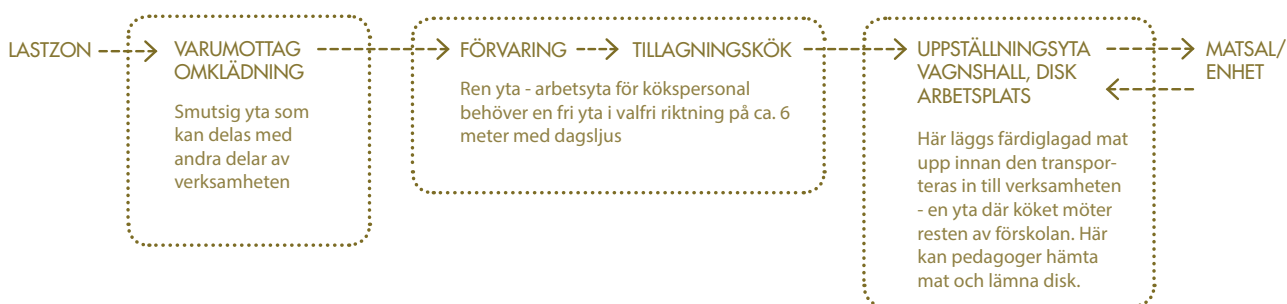 LASTZON
VARUMOTTAG
OMKLÄDNING
Smutsig yta som
kan delas med
andra delar av
verksamheten
FÖRVARING
TILLAGNINGSKÖK
Ren yta - arbetsyta för kökspersonal
behöver en fri yta i valfri riktning på ca. 6
meter med dagsljus
UPPSTÄLLNINGSYTA
VAGNSHALL, DISK
ARBETSPLATS
Här läggs färdiglagad mat
upp innan den transpor-
teras in till verksamheten
- en yta där köket möter
resten av förskolan. Här
kan pedagoger hämta
mat och lämna disk.
MATSAL/
ENHET